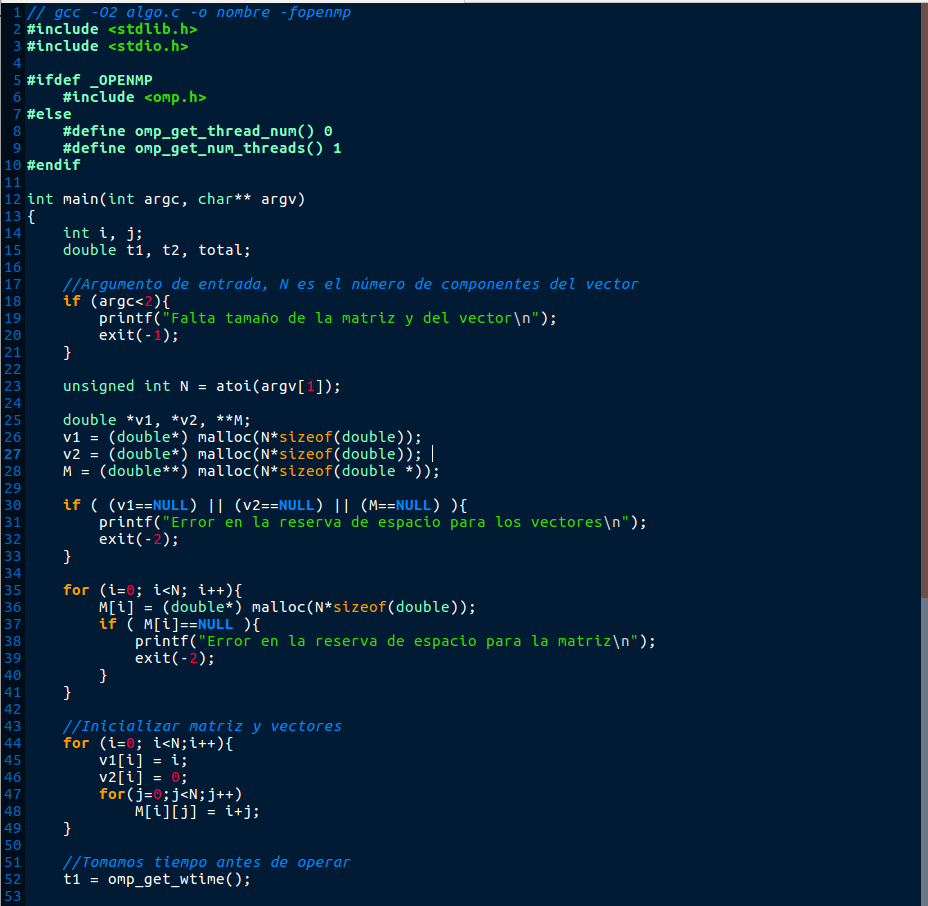 1 // gcc -O2 algo.c -o nombre -fopenmp
2 #include <stdlib.h>
3 #include <stdio.h>
4
5 #ifdef _OPENMP
6     #include <omp.h>
7 #else
8     #define omp_get_thread_num() 0
9     #define omp_get_num_threads() 1
10 #endif
11
12 int main(int argc, char** argv)
13 {
14     int i, j;
15     double t1, t2, total;
16
17     //Argumento de entrada, N es el número de componentes del vector
18     if (argc<2){
19         printf("Falta tamaño de la matriz y del vector\n");
20         exit(-1);
21     }
22
23     unsigned int N = atoi(argv[1]);
24
25     double *v1, *v2, **M;
26     v1 = (double*) malloc(N*sizeof(double));
27     v2 = (double*) malloc(N*sizeof(double));
28     M = (double**) malloc(N*sizeof(double *));
29
30     if ( (v1==NULL) || (v2==NULL) || (M==NULL) ){
31         printf("Error en la reserva de espacio para los vectores\n");
32         exit(-2);
33     }
34
35     for (i=0; i<N; i++){
36         M[i] = (double*) malloc(N*sizeof(double));
37         if ( M[i]==NULL ){
38             printf("Error en la reserva de espacio para la matriz\n");
39             exit(-2);
40         }
41     }
42
43     //Inicializar matriz y vectores
44     for (i=0; i<N;i++){
45         v1[i] = i;
46         v2[i] = 0;
47         for(j=0;j<N;j++)
48             M[i][j] = i+j;
49     }
50
51     //Tomamos tiempo antes de operar
52     t1 = omp_get_wtime();
53